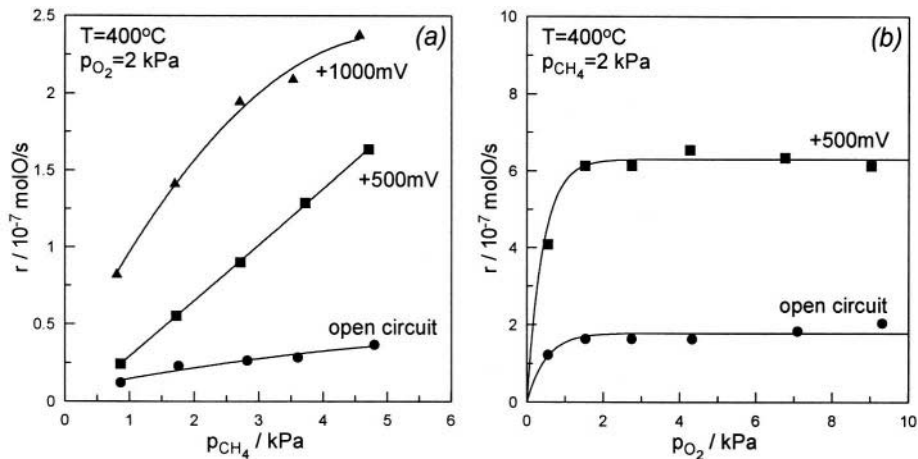 T=400°C
p_O₂=2 kPa
(a)
+1000mV
+500mV
open circuit
r / 10⁻⁷ molO/s
2.5
2
1.5
1
0.5
0
0 1 2 3 4 5 6
p_CH₄ / kPa
T=400°C
p_CH₄=2 kPa
(b)
+500mV
open circuit
r / 10⁻⁷ molO/s
10
8
6
4
2
0
0 2 4 6 8 10
p_O₂ / kPa